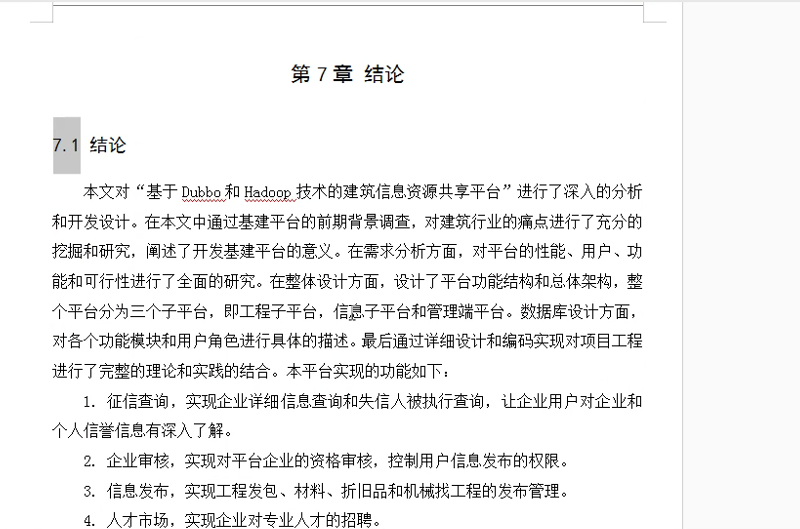 第 7 章 结论
7.1 结论
本文对“基于 Dubbo 和 Hadoop 技术的建筑信息资源共享平台”进行了深入的分析
和开发设计。在本文中通过基建平台的前期背景调查，对建筑行业的痛点进行了充分的
挖掘和研究，阐述了开发基建平台的意义。在需求分析方面，对平台的性能、用户、功
能和可行性进行了全面的研究。在整体设计方面，设计了平台功能结构和总体架构，整
个平台分为三个子平台，即工程子平台，信息子平台和管理端平台。数据库设计方面，
对各个功能模块和用户角色进行具体的描述。最后通过详细设计和编码实现对项目工程
进行了完整的理论和实践的结合。本平台实现的功能如下：
1. 征信查询，实现企业详细信息查询和失信人被执行查询，让企业用户对企业和
个人信誉信息有深入了解。
2. 企业审核，实现对平台企业的资格审核，控制用户信息发布的权限。
3. 信息发布，实现工程发包、材料、折旧品和机械找工程的发布管理。
4. 人才市场，实现企业对专业人才的招聘。